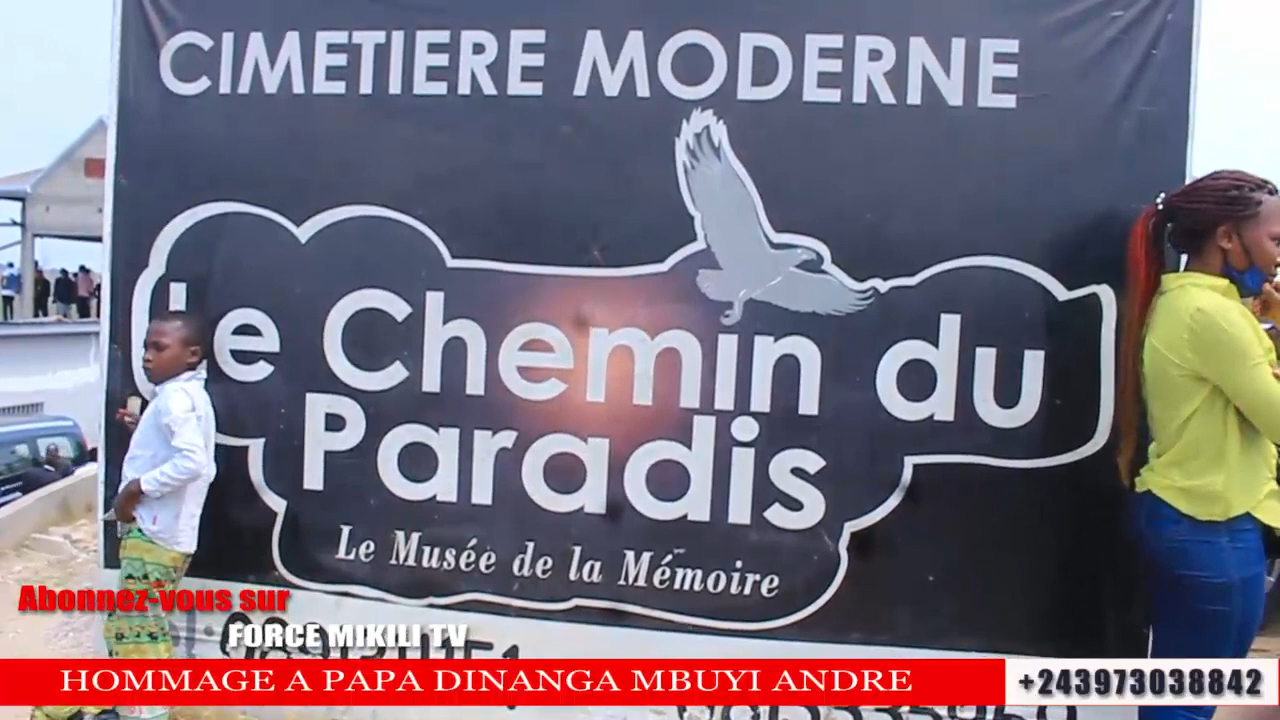 CIMETIERE MODERNE
Le Chemin du
Paradis
Le Musée de la Mémoire
Abonnez-vous sur
FORCE MIKILI TV
HOMMAGE A PAPA DINANGA MBUYI ANDRE
+243973038842